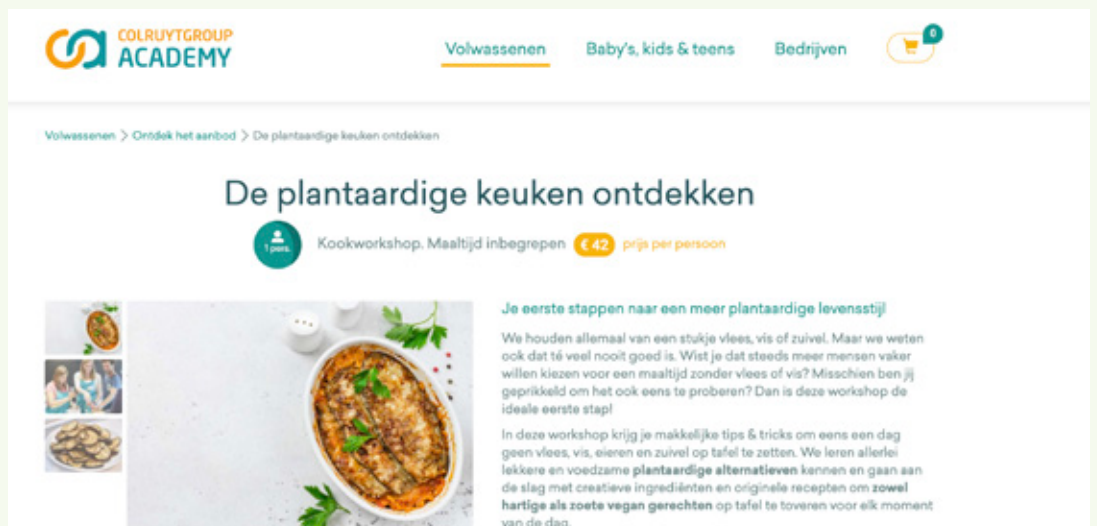 COLRUYTGROUP
ACADEMY
Volwassenen
Baby's, kids & teens
Bedrijven
0
Volwassenen > Ontdek het aanbod > De plantaardige keuken ontdekken
De plantaardige keuken ontdekken
1 pers.
Kookworkshop. Maaltijd inbegrepen € 42 prijs per persoon
Je eerste stappen naar een meer plantaardige levensstijl
We houden allemaal van een stukje vlees, vis of zuivel. Maar we weten
ook dat té veel nooit goed is. Wist je dat steeds meer mensen vaker
willen kiezen voor een maaltijd zonder vlees of vis? Misschien ben jij
geprikkeld om het ook eens te proberen? Dan is deze workshop de
ideale eerste stap!
In deze workshop krijg je makkelijke tips & tricks om eens een dag
geen vlees, vis, eieren en zuivel op tafel te zetten. We leren allerlei
lekkere en voedzame plantaardige alternatieven kennen en gaan aan
de slag met creatieve ingrediënten en originele recepten om zowel
hartige als zoete vegan gerechten op tafel te toveren voor elk moment
van de dag.